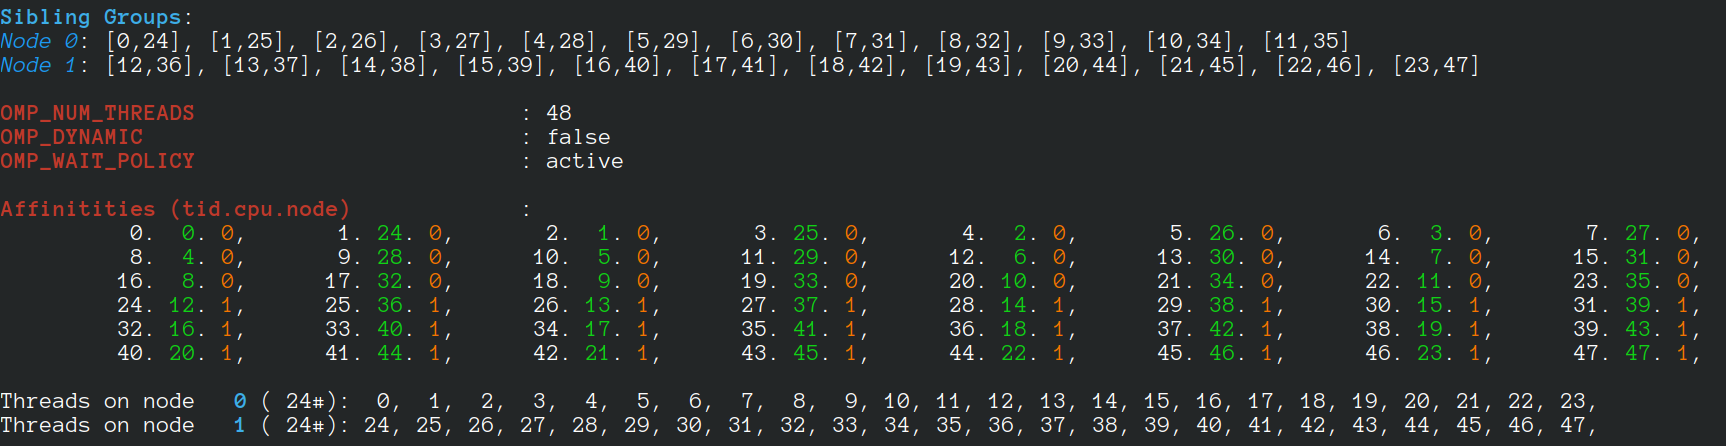 Sibling Groups:
Node 0: [0,24], [1,25], [2,26], [3,27], [4,28], [5,29], [6,30], [7,31], [8,32], [9,33], [10,34], [11,35]
Node 1: [12,36], [13,37], [14,38], [15,39], [16,40], [17,41], [18,42], [19,43], [20,44], [21,45], [22,46], [23,47]
OMP_NUM_THREADS : 48
OMP_DYNAMIC : false
OMP_WAIT_POLICY : active
Affinitities (tid.cpu.node) :
0. 0. 0, 1. 24. 0, 2. 1. 0, 3. 25. 0, 4. 2. 0, 5. 26. 0, 6. 3. 0, 7. 27. 0,
8. 4. 0, 9. 28. 0, 10. 5. 0, 11. 29. 0, 12. 6. 0, 13. 30. 0, 14. 7. 0, 15. 31. 0,
16. 8. 0, 17. 32. 0, 18. 9. 0, 19. 33. 0, 20. 10. 0, 21. 34. 0, 22. 11. 0, 23. 35. 0,
24. 12. 1, 25. 36. 1, 26. 13. 1, 27. 37. 1, 28. 14. 1, 29. 38. 1, 30. 15. 1, 31. 39. 1,
32. 16. 1, 33. 40. 1, 34. 17. 1, 35. 41. 1, 36. 18. 1, 37. 42. 1, 38. 19. 1, 39. 43. 1,
40. 20. 1, 41. 44. 1, 42. 21. 1, 43. 45. 1, 44. 22. 1, 45. 46. 1, 46. 23. 1, 47. 47. 1,
Threads on node 0 ( 24#): 0, 1, 2, 3, 4, 5, 6, 7, 8, 9, 10, 11, 12, 13, 14, 15, 16, 17, 18, 19, 20, 21, 22, 23,
Threads on node 1 ( 24#): 24, 25, 26, 27, 28, 29, 30, 31, 32, 33, 34, 35, 36, 37, 38, 39, 40, 41, 42, 43, 44, 45, 46, 47,